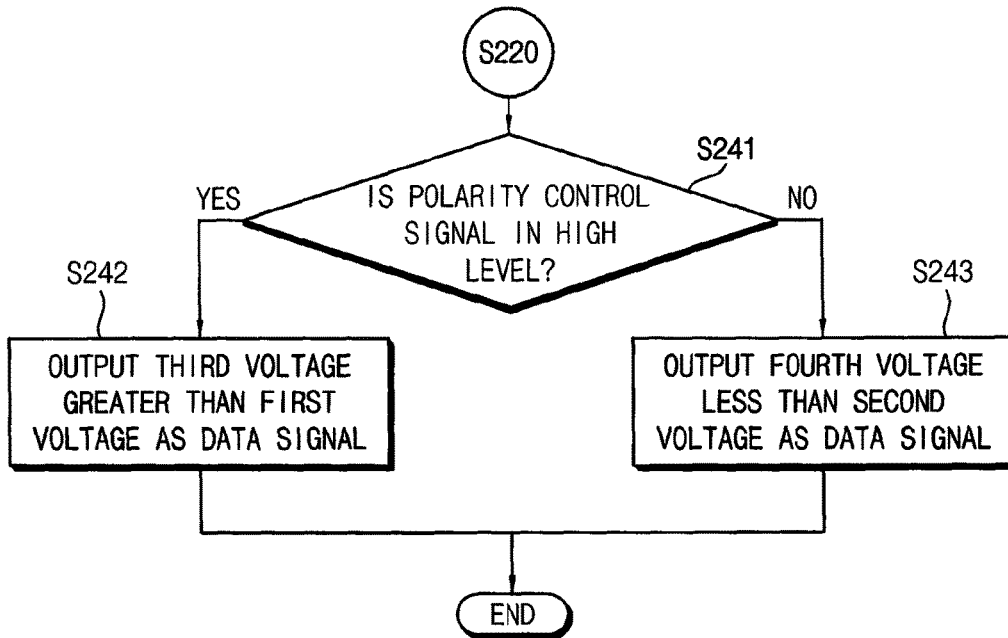 S220
S241
IS POLARITY CONTROL
SIGNAL IN HIGH
LEVEL?
YES
NO
S242
OUTPUT THIRD VOLTAGE
GREATER THAN FIRST
VOLTAGE AS DATA SIGNAL
S243
OUTPUT FOURTH VOLTAGE
LESS THAN SECOND
VOLTAGE AS DATA SIGNAL
END